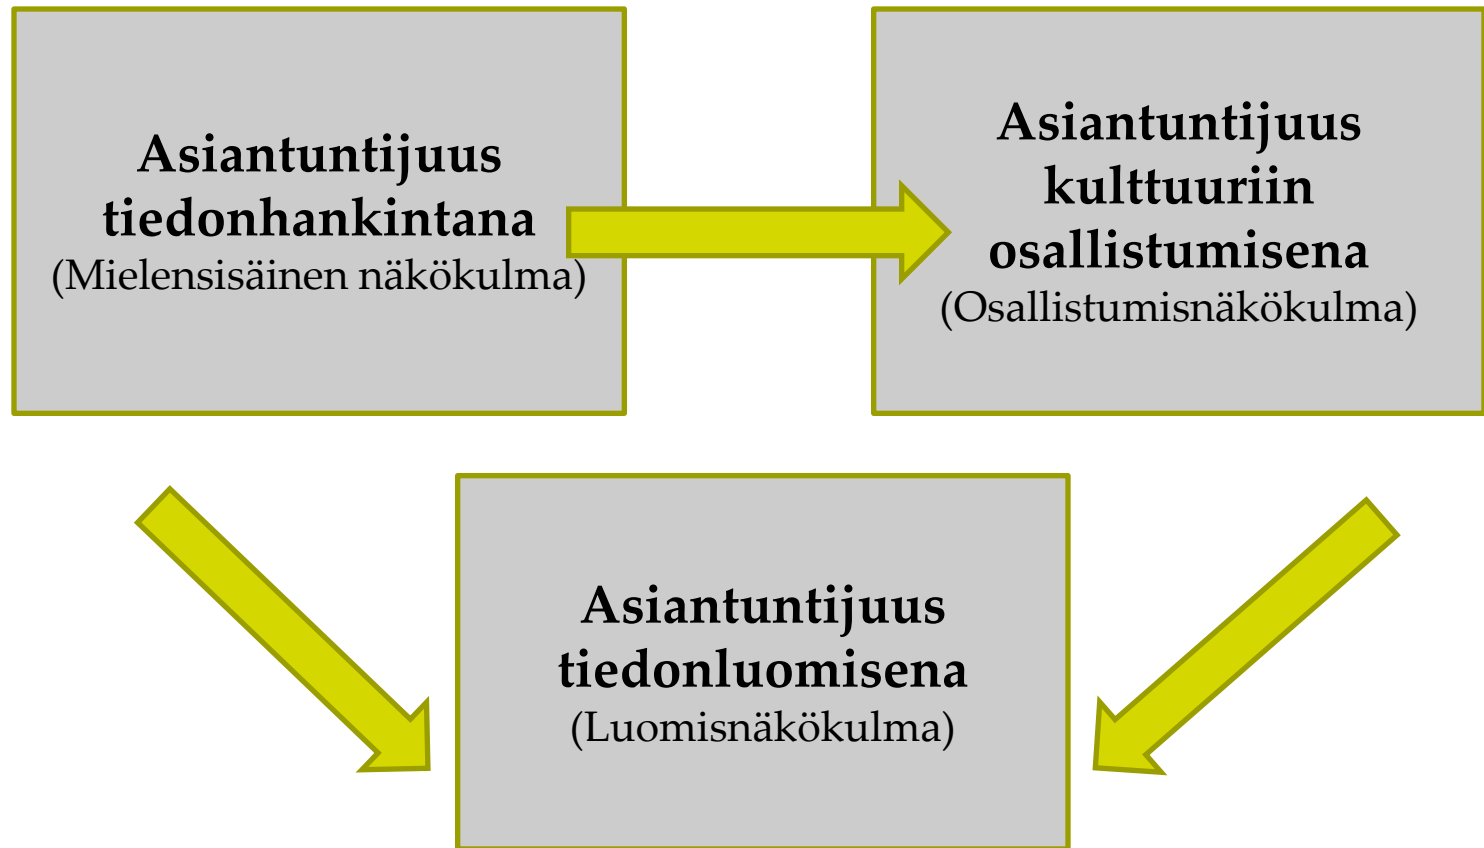 Asiantuntijuus
tiedonhankintana
(Mielensisäinen näkökulma)
Asiantuntijuus
kulttuuriin
osallistumisena
(Osallistumisnäkökulma)
Asiantuntijuus
tiedonluomisena
(Luomisnäkökulma)